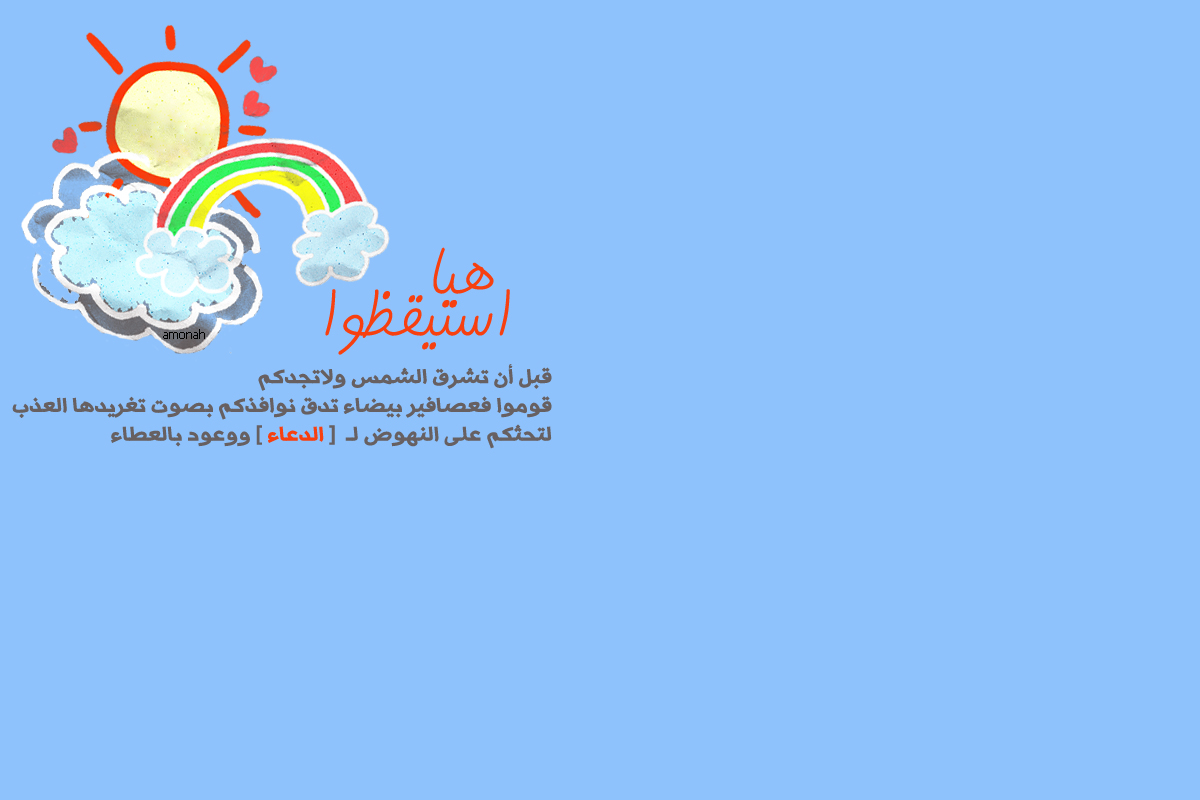 amonah
هيا
استيقظوا
قبل أن تشرق الشمس ولاتجدكم
قوموا فعصافير بيضاء تدق نوافذكم بصوت تغريدها العذب
لتحثكم على النهوض لـ [ الدعاء ] ووعود بالعطاء